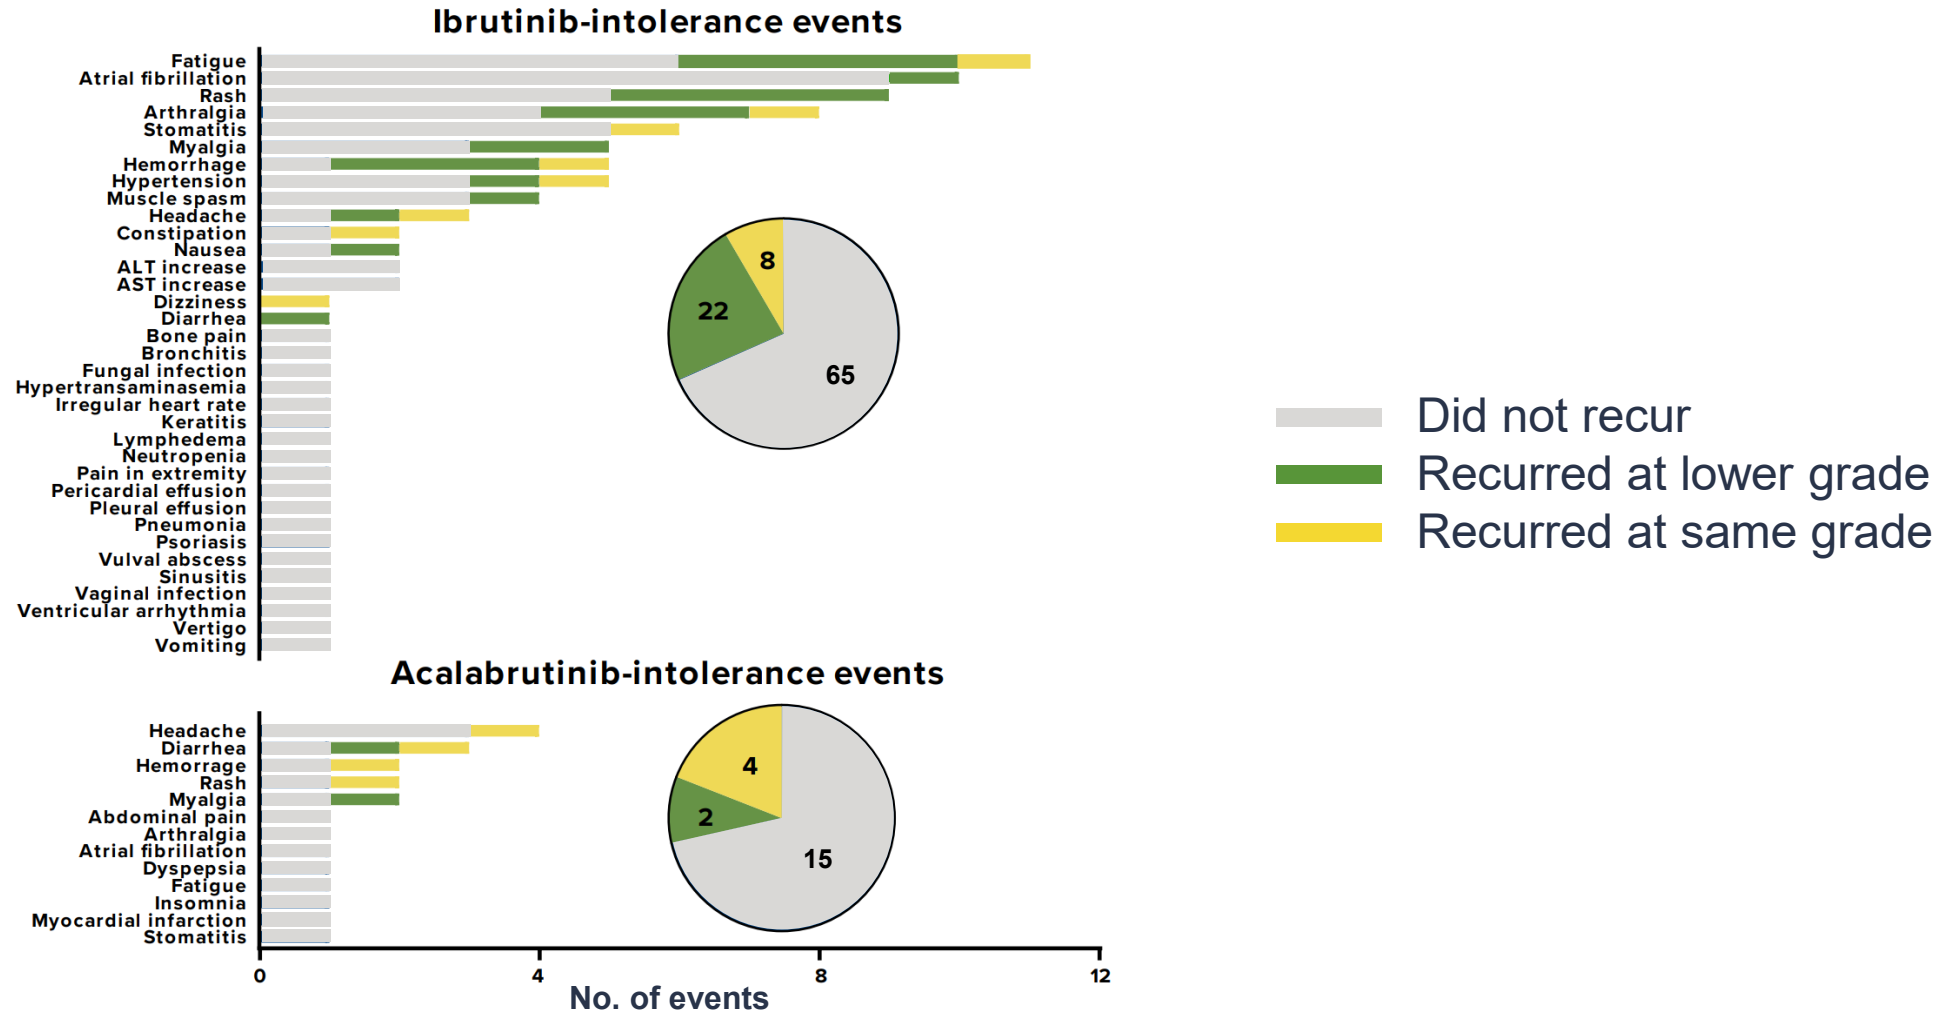 Ibrutinib-intolerance events
Fatigue
Atrial fibrillation
Rash
Arthralgia
Stomatitis
Myalgia
Hemorrhage
Hypertension
Muscle spasm
Headache
Constipation
Nausea
ALT increase
AST increase
Dizziness
Diarrhea
Bone pain
Bronchitis
Fungal infection
Hypertransaminasemia
Irregular heart rate
Keratitis
Lymphedema
Neutropenia
Pain in extremity
Pericardial effusion
Pleural effusion
Pneumonia
Psoriasis
Vulval abscess
Sinusitis
Vaginal infection
Ventricular arrhythmia
Vertigo
Vomiting
8
22
65
Did not recur
Recurred at lower grade
Recurred at same grade
Acalabrutinib-intolerance events
Headache
Diarrhea
Hemorrage
Rash
Myalgia
Abdominal pain
Arthralgia
Atrial fibrillation
Dyspepsia
Fatigue
Insomnia
Myocardial infarction
Stomatitis
4
2
15
0 4 8 12
No. of events